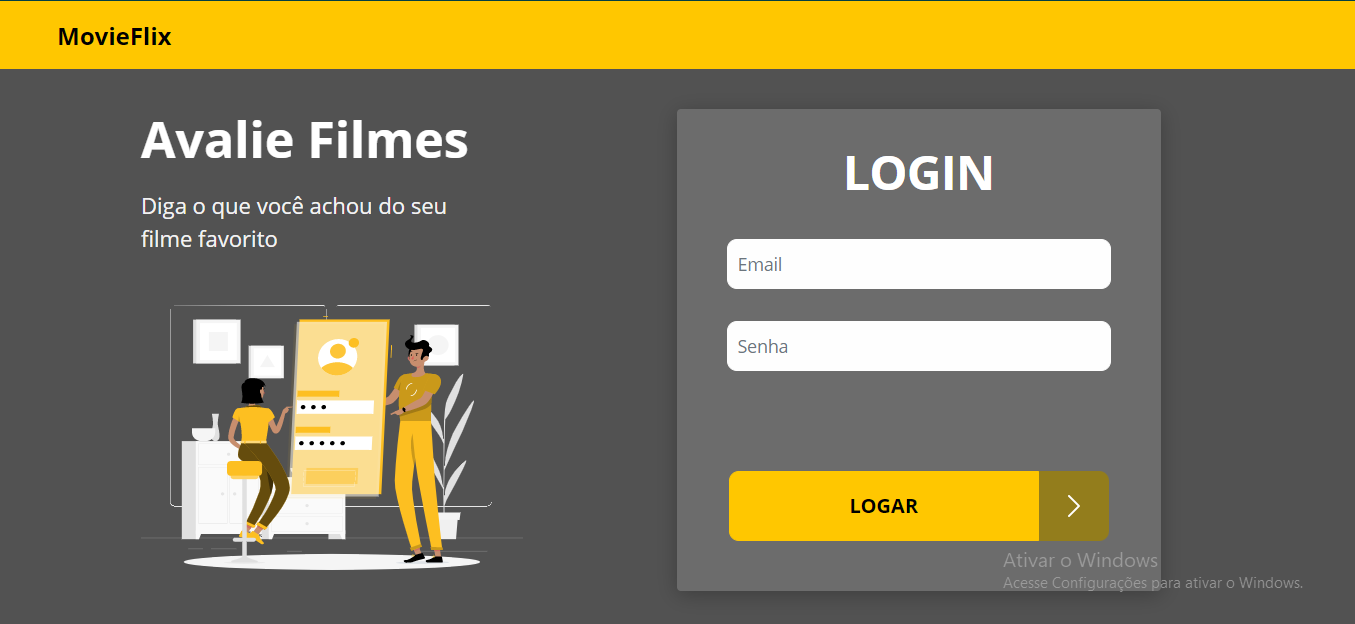 MovieFlix
Avalie Filmes
Diga o que você achou do seu
filme favorito
LOGIN
Email
Senha
LOGAR
Ativar o Windows
Acesse Configurações para ativar o Windows.